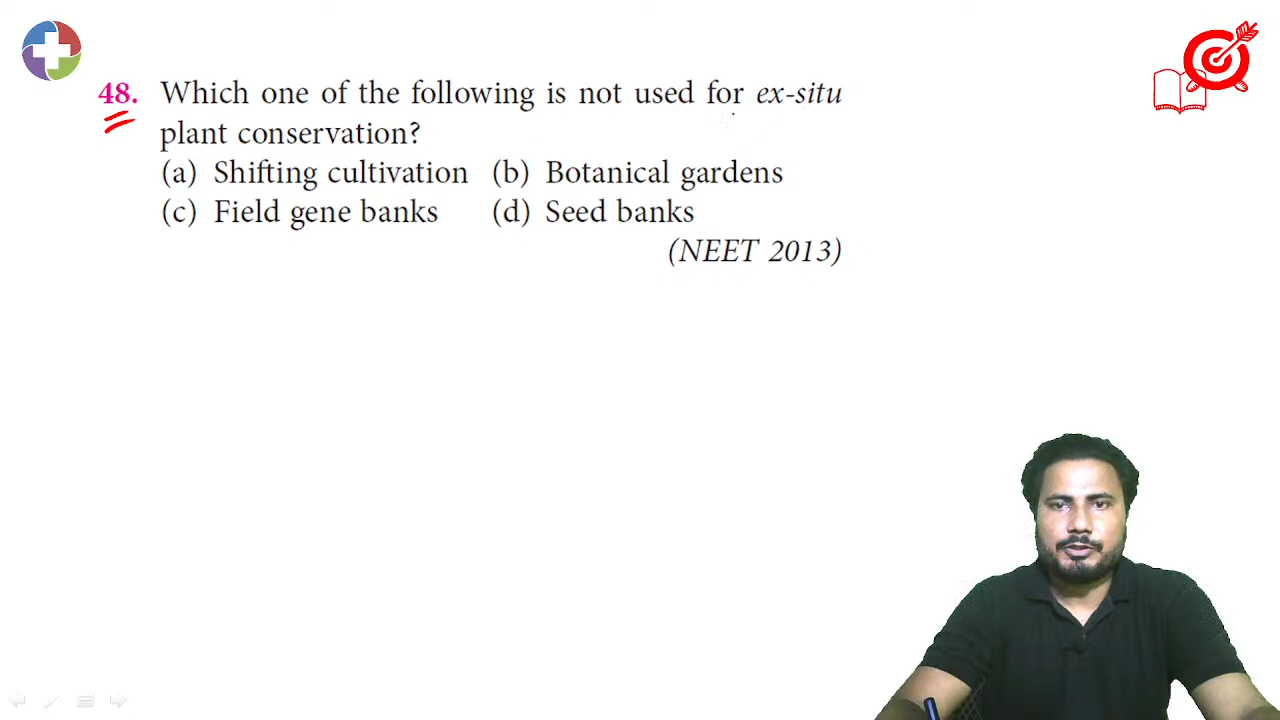 48. Which one of the following is not used for ex-situ
plant conservation?
(a) Shifting cultivation (b) Botanical gardens
(c) Field gene banks (d) Seed banks
(NEET 2013)